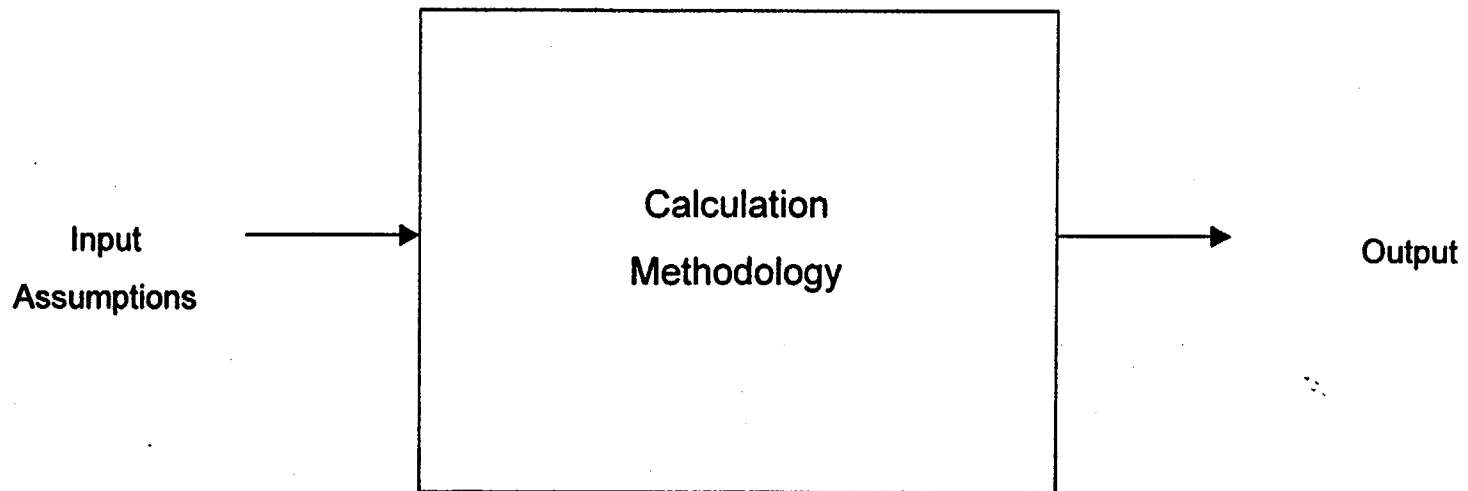 Input
Assumptions
Calculation
Methodology
Output